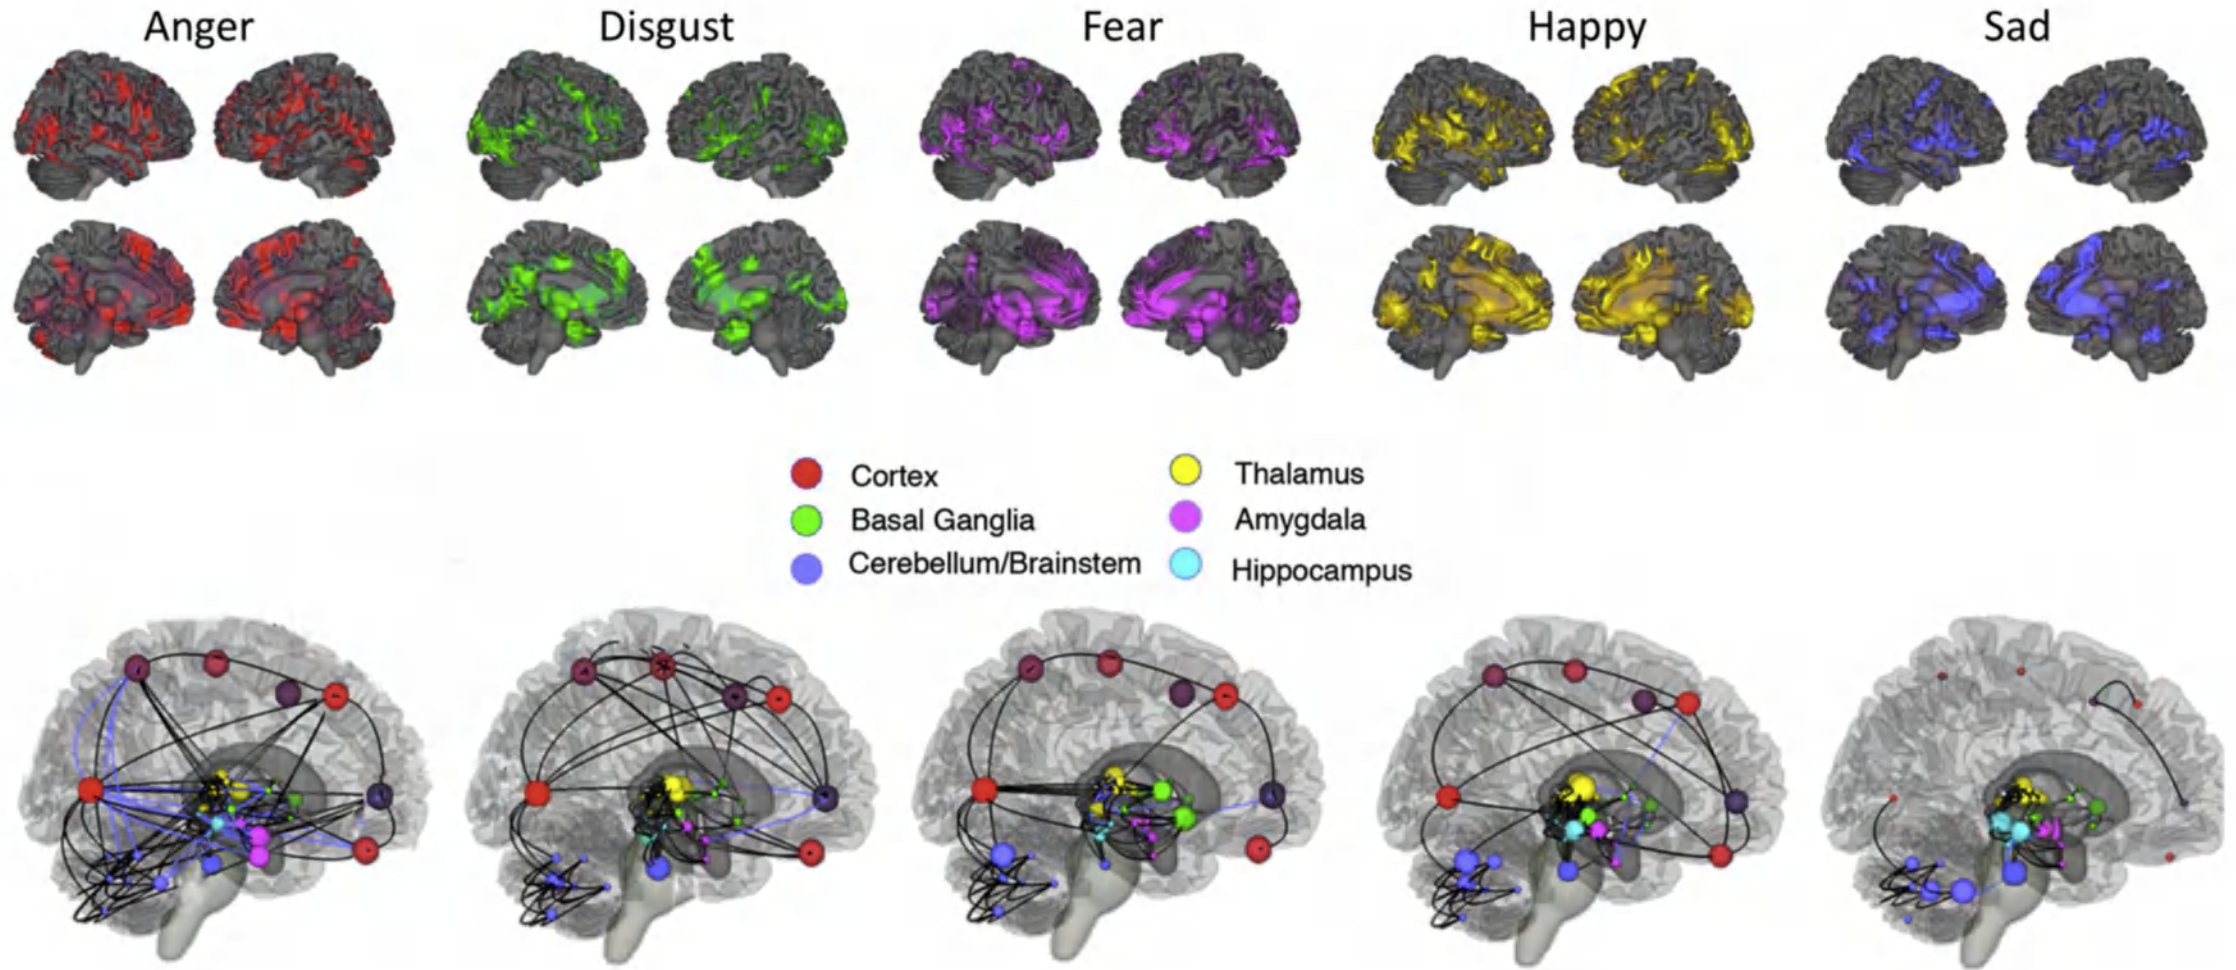 Anger Disgust Fear Happy Sad
Cortex Thalamus
Basal Ganglia Amygdala
Cerebellum/Brainstem Hippocampus